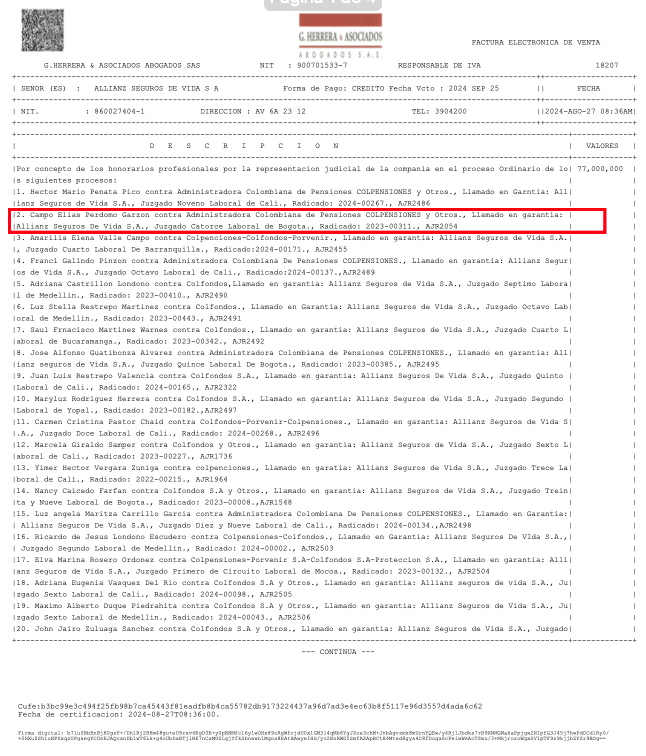 Página 1 de 4
G. HERRERA & ASOCIADOS
ABOGADOS S.A.S.
FACTURA ELECTRONICA DE VENTA
G.HERRERA & ASOCIADOS ABOGADOS SAS NIT : 900701533-7 RESPONSABLE DE IVA 18207
SENOR (ES) : ALLIANZ SEGUROS DE VIDA S A Forma de Pago: CREDITO Fecha Vcto : 2024 SEP 25 FECHA
NIT. : 860027404-1 DIRECCION : AV 6A 23 12 TEL: 3904200 2024-AGO-27 08:36AM
D E S C R I P C I O N VALORES
Por concepto de los honorarios profesionales por la representacion judicial de la compania en el proceso Ordinario de lo 77,000,000
s siguientes procesos:
1. Hector Mario Penata Pico contra Administradora Colombiana de Pensiones COLPENSIONES y Otros., Llamado en Garntia: All
ianz Seguros de Vida S.A., Juzgado Noveno Laboral de Cali., Radicado: 2024-00267., AJR2486
2. Campo Elias Perdomo Garzon contra Administradora Colombiana de Pensiones COLPENSIONES y Otros., Llamado en garantia:
Allianz Seguros De Vida S.A., Juzgado Catorce Laboral de Bogota., Radicado: 2023-00311., AJR2054
3. Amarilis Elena Valle Campo contra Colpenciones-Colfondos-Porvenir., Llamado en garantia: Allianz Seguros de Vida S.A.
, Juzgado Cuarto De Barranquilla., Radicado:2024-00171., AJR2455
4. Franci Galindo Pinzon contra Administradora Colombiana De Pensiones COLPENSIONES., Llamado en garantia: Allianz Segur
os de Vida S.A., Juzgado Octavo Laboral de Cali., Radicado:2024-00137.,AJR2489
5. Adriana Castrillon Londono contra Colfondos,Llamado en garantia: Allianz Seguros de Vida S.A., Juzgado Septimo Labora
l de Medellin., Radicado: 2023-00410., AJR2490
6. Luz Stella Restrepo Martinez contra Colfondos., Llamado en Garantia: Allianz Seguros de Vida S.A., Juzgado Octavo Lab
oral de Medellin., Radicado: 2023-00443., AJR2491
7. Saul Frnacisco Martinez Warnes contra Colfondos., Llamado en garantia: Allianz Seguros de Vida S.A., Juzgado Cuarto L
aboral de Bucaramanga., Radicado: 2023-00342., AJR2492
8. Jose Alfonso Guatibonza Alvarez contra Administradora Colombiana de Pensiones COLPENSIONES., Llamado en garantia: All
ianz seguros de Vida S.A., Juzgado Quince Laboral De Bogota., Radicado: 2023-00385., AJR2495
9. Juan Luis Restrepo Valencia contra Colfondos S.A., Llamado en garantia: Allianz Seguros De Vida S.A., Juzgado Quinto
Laboral de Cali., Radicado: 2024-00165., AJR2322
10. Maryluz Rodriguez Herrera contra Colfondos S.A., Llamado en garantia: Allianz Seguros de Vida S.A., Juzgado Segundo
Laboral de Yopal., Radicado: 2023-00182.,AJR2497
11. Carmen Cristina Pastor Chaid contra Colfondos-Porvenir-Colpensiones., Llamado en garantia: Allianz Seguros de Vida S
.A., Juzgado Doce Laboral de Cali., Radicado: 2024-00268., AJR2496
12. Marcela Giraldo Samper contra Colfondos y Otros., Llamado en garantia: Allianz Seguros de Vida S.A., Juzgado Sexto L
aboral de Cali., Radicado: 2023-00227., AJR1736
13. Yimer Hector Vergara Zuniga contra colpenciones., Llamado en garantia: Allianz Seguros de Vida S.A., Juzgado Trece La
boral de Cali., Radicado: 2022-00215., AJR1964
14. Nancy Caicedo Farfan contra Colfondos S.A y Otros., Llamado en garantia: Allianz Seguros de Vida S.A., Juzgado Trein
ta y Nueve Laboral de Bogota., Radicado: 2023-00008.,AJR1548
15. Luz angela Maritza Carrillo Garcia contra Administradora Colombiana De Pensiones COLPENSIONES., Llamado en Garantia:
Allianz Seguros De Vida S.A., Juzgado Diez y Nueve Laboral de Cali., Radicado: 2024-00134.,AJR2498
16. Ricardo de Jesus Londono Escudero contra Colpensiones-Colfondos., Llamado en garantia: Allianz Seguros De VIda S.A.,
Juzgado Segundo Laboral de Medellin., Radicado: 2024-00002., AJR2503
17. Elva Marina Rosero Ordonez contra Colpensiones-Porvenir S.A-Colfondos S.A-Proteccion S.A., Llamado en garantia: Alli
anz Seguros de Vida S.A., Juzgado Primero de Circuito Laboral de Mocoa., Radicado: 2023-00132., AJR2504
18. Adriana Eugenia Vasquez Del Rio contra Colfondos S.A y Otros., Llamado en garantia: Allianz seguros de vida S.A., Ju
zgado Sexto Laboral de Cali., Radicado: 2024-00098., AJR2505
19. Maximo Alberto Duque Piedrahita contra Colfondos S.A y Otros., Llamado en garantia: Allianz Seguros de Vida S.A., Ju
zgado Sexto Laboral de Medellin., Radicado: 2024-00043., AJR2506
20. John Jairo Zuluaga Sanchez contra Colfondos S.A y Otros., Llamado en garantia: Allianz Seguros de Vida S.A., Juzgado
--- CONTINUA ---
Cufe:b3bc99e3c494f25fb98b7ca45443f81eadfb8b4ca55782db9173224437a96d7ad3e4ec63b8f5117e96d3557d4ada6c62
Fecha de certificacion: 2024-08-27T08:36:00.
Firma digital: